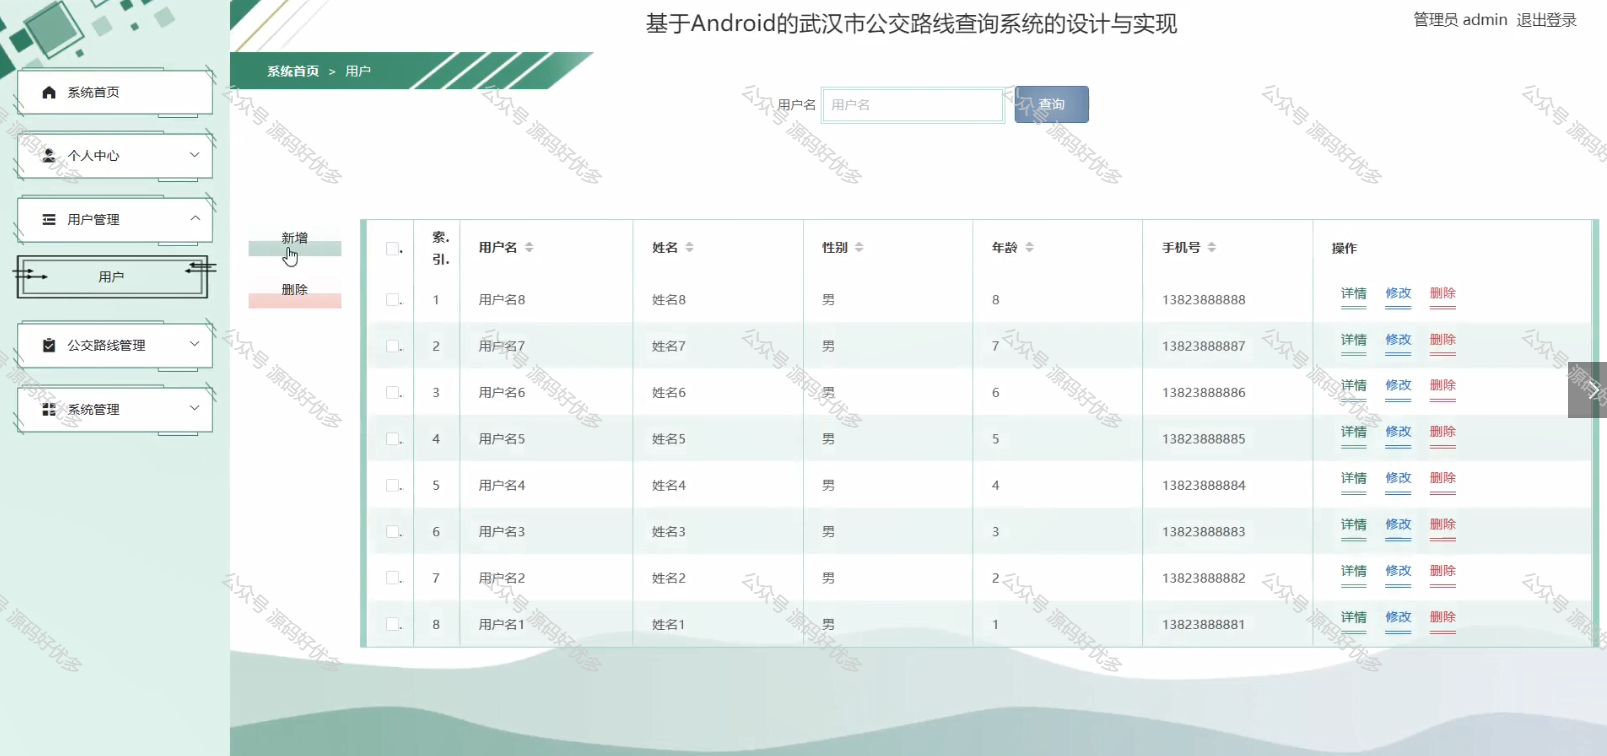 基于Android的武汉市公交路线查询系统的设计与实现
管理员 admin 退出登录
系统首页 > 用户
系统首页
个人中心
用户管理
用户
公交路线管理
系统管理
用户名 用户名 查询
新增
删除
索. 引. 用户名 姓名 性别 年龄 手机号 操作
1 用户名8 姓名8 男 8 13823888888 详情 修改 删除
2 用户名7 姓名7 男 7 13823888887 详情 修改 删除
3 用户名6 姓名6 男 6 13823888886 详情 修改 删除
4 用户名5 姓名5 男 5 13823888885 详情 修改 删除
5 用户名4 姓名4 男 4 13823888884 详情 修改 删除
6 用户名3 姓名3 男 3 13823888883 详情 修改 删除
7 用户名2 姓名2 男 2 13823888882 详情 修改 删除
8 用户名1 姓名1 男 1 13823888881 详情 修改 删除
公众号 源码好优多